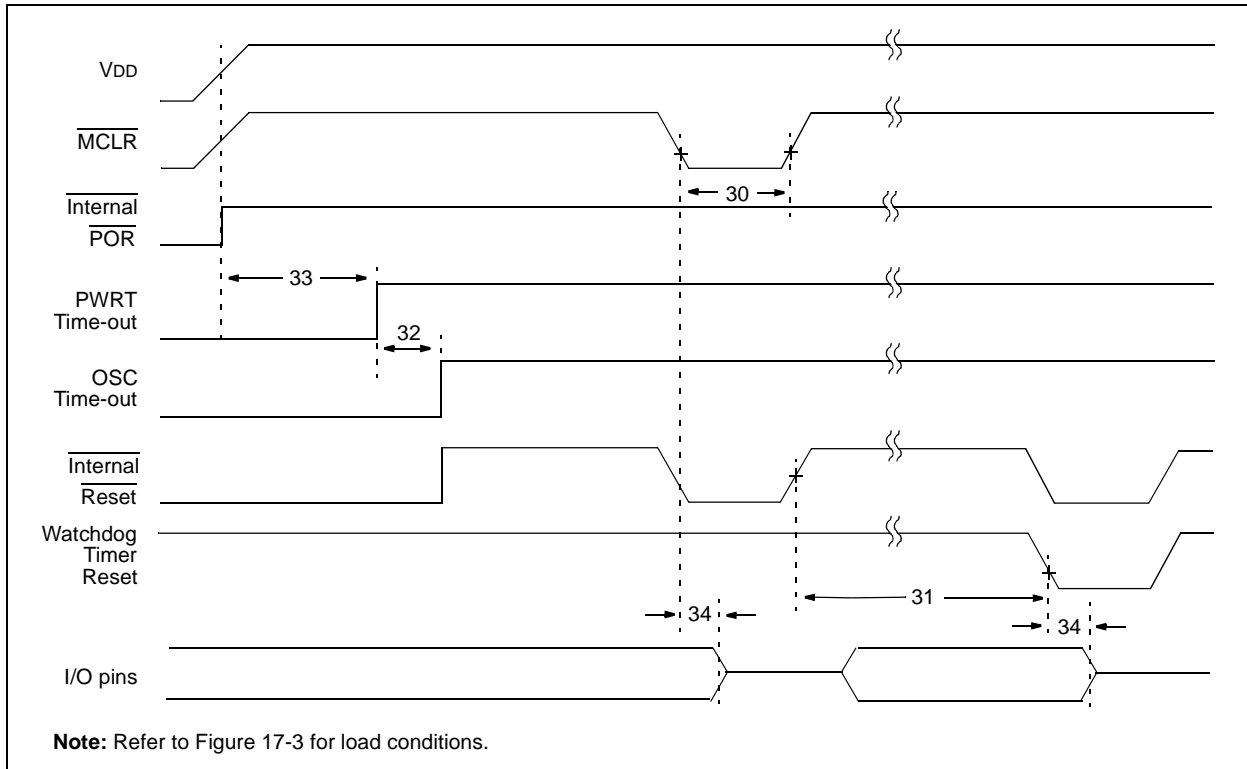 VDD
MCLR
Internal
POR
30
33
PWRT
Time-out
32
OSC
Time-out
Internal
Reset
Watchdog
Timer
Reset
31
34
34
I/O pins
Note: Refer to Figure 17-3 for load conditions.